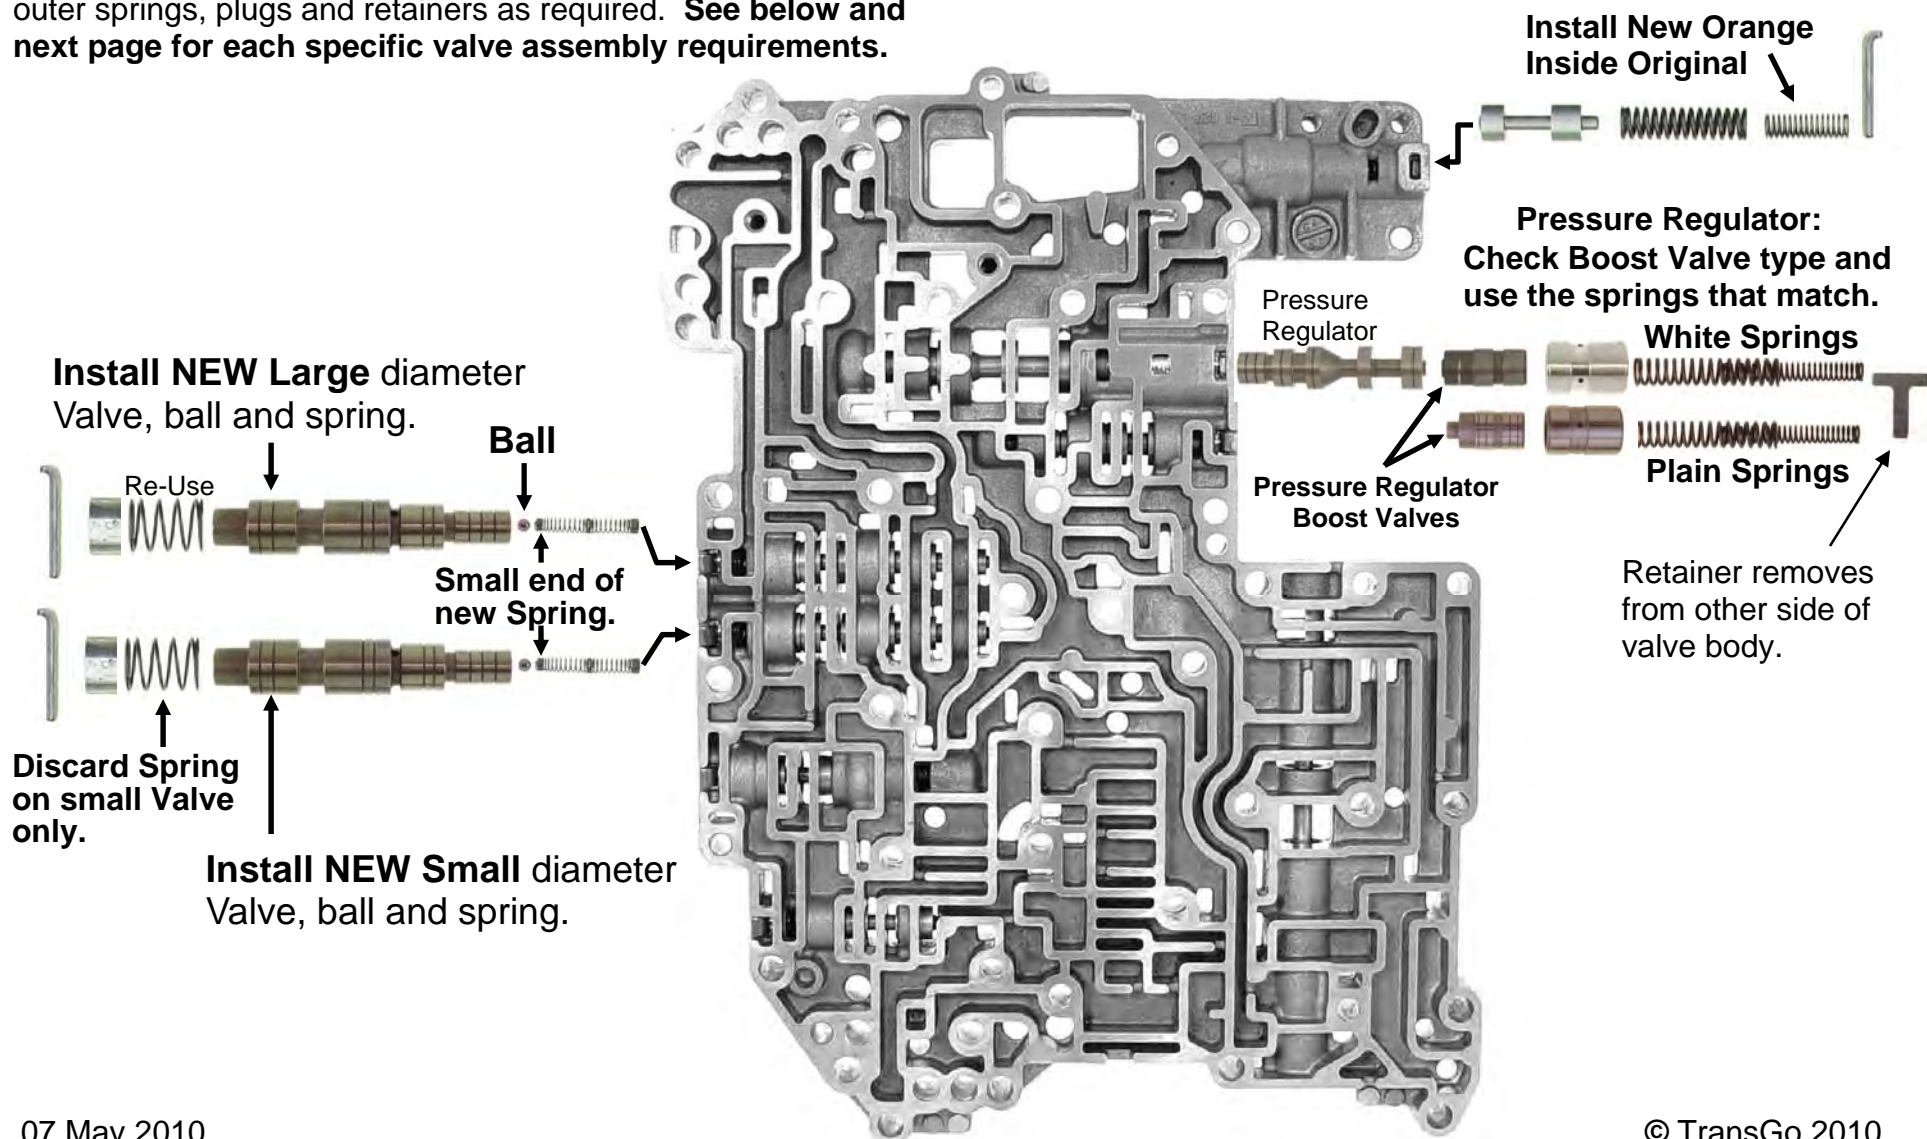 outer springs, plugs and retainers as required.  See below and
next page for each specific valve assembly requirements.
Install New Orange
Inside Original
Pressure Regulator:
Check Boost Valve type and
use the springs that match.
Pressure
Regulator
White Springs
Plain Springs
Pressure Regulator
Boost Valves
Retainer removes
from other side of
valve body.
Install NEW Large diameter
Valve, ball and spring.
Ball
Re-Use
Small end of
new Spring.
Discard Spring
on small Valve
only.
Install NEW Small diameter
Valve, ball and spring.
07 May 2010
© TransGo 2010